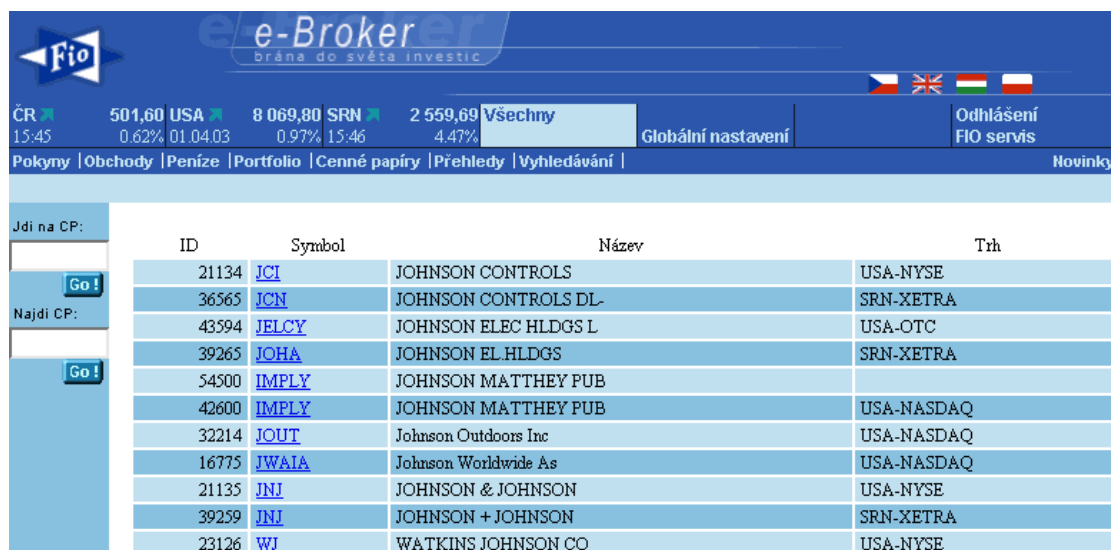 Fio
e-Broker
brána do světa investic
ČR 501,60 USA 8 069,80 SRN 2 559,69 Všechny Odhlášení
15:45 0.62% 01.04.03 0.97% 15:46 4.47% Globální nastavení FIO servis
Pokyny |Obchody |Peníze |Portfolio |Cenné papíry |Přehledy |Vyhledávání | Novinky
Jdi na CP:
Go !
Najdi CP:
Go !
ID Symbol Název Trh
21134 JCI JOHNSON CONTROLS USA-NYSE
36565 JCN JOHNSON CONTROLS DL- SRN-XETRA
43594 JELCY JOHNSON ELEC HLDGS L USA-OTC
39265 JOHA JOHNSON EL.HLDGS SRN-XETRA
54500 IMPLY JOHNSON MATTHEY PUB
42600 IMPLY JOHNSON MATTHEY PUB USA-NASDAQ
32214 JOUT Johnson Outdoors Inc USA-NASDAQ
16775 JWAIA Johnson Worldwide As USA-NASDAQ
21135 JNJ JOHNSON & JOHNSON USA-NYSE
39259 JNJ JOHNSON + JOHNSON SRN-XETRA
23126 WJ WATKINS JOHNSON CO USA-NYSE